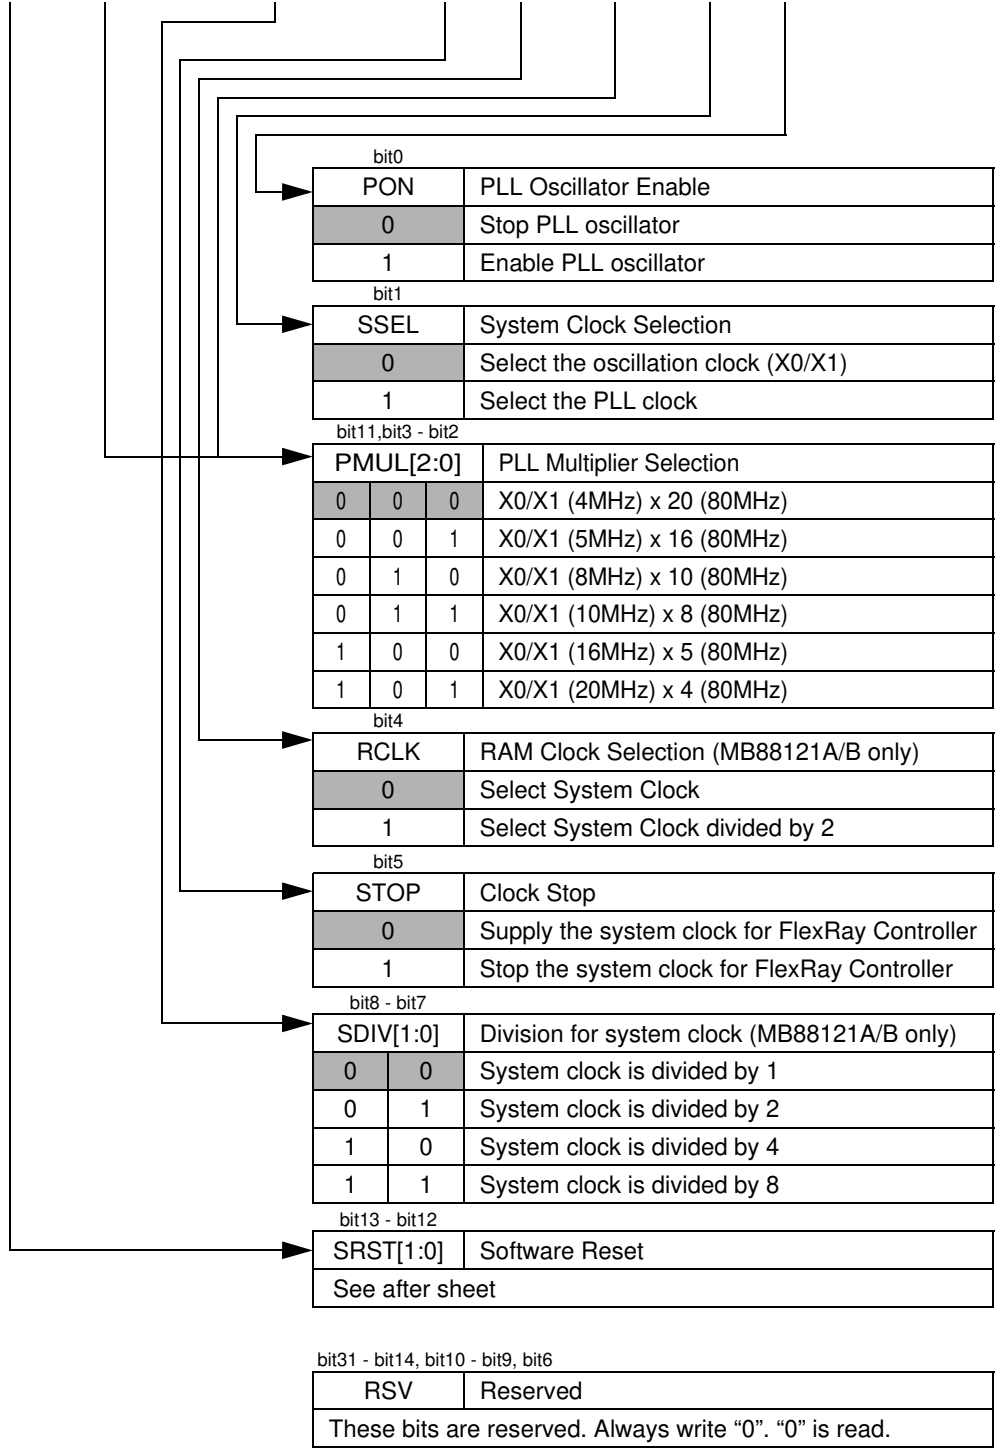 bit0
PON PLL Oscillator Enable
0 Stop PLL oscillator
1 Enable PLL oscillator
bit1
SSEL System Clock Selection
0 Select the oscillation clock (X0/X1)
1 Select the PLL clock
bit11,bit3 - bit2
PMUL[2:0] PLL Multiplier Selection
0 0 0 X0/X1 (4MHz) x 20 (80MHz)
0 0 1 X0/X1 (5MHz) x 16 (80MHz)
0 1 0 X0/X1 (8MHz) x 10 (80MHz)
0 1 1 X0/X1 (10MHz) x 8 (80MHz)
1 0 0 X0/X1 (16MHz) x 5 (80MHz)
1 0 1 X0/X1 (20MHz) x 4 (80MHz)
bit4
RCLK RAM Clock Selection (MB88121A/B only)
0 Select System Clock
1 Select System Clock divided by 2
bit5
STOP Clock Stop
0 Supply the system clock for FlexRay Controller
1 Stop the system clock for FlexRay Controller
bit8 - bit7
SDIV[1:0] Division for system clock (MB88121A/B only)
0 0 System clock is divided by 1
0 1 System clock is divided by 2
1 0 System clock is divided by 4
1 1 System clock is divided by 8
bit13 - bit12
SRST[1:0] Software Reset
See after sheet
bit31 - bit14, bit10 - bit9, bit6
RSV Reserved
These bits are reserved. Always write “0”. “0” is read.